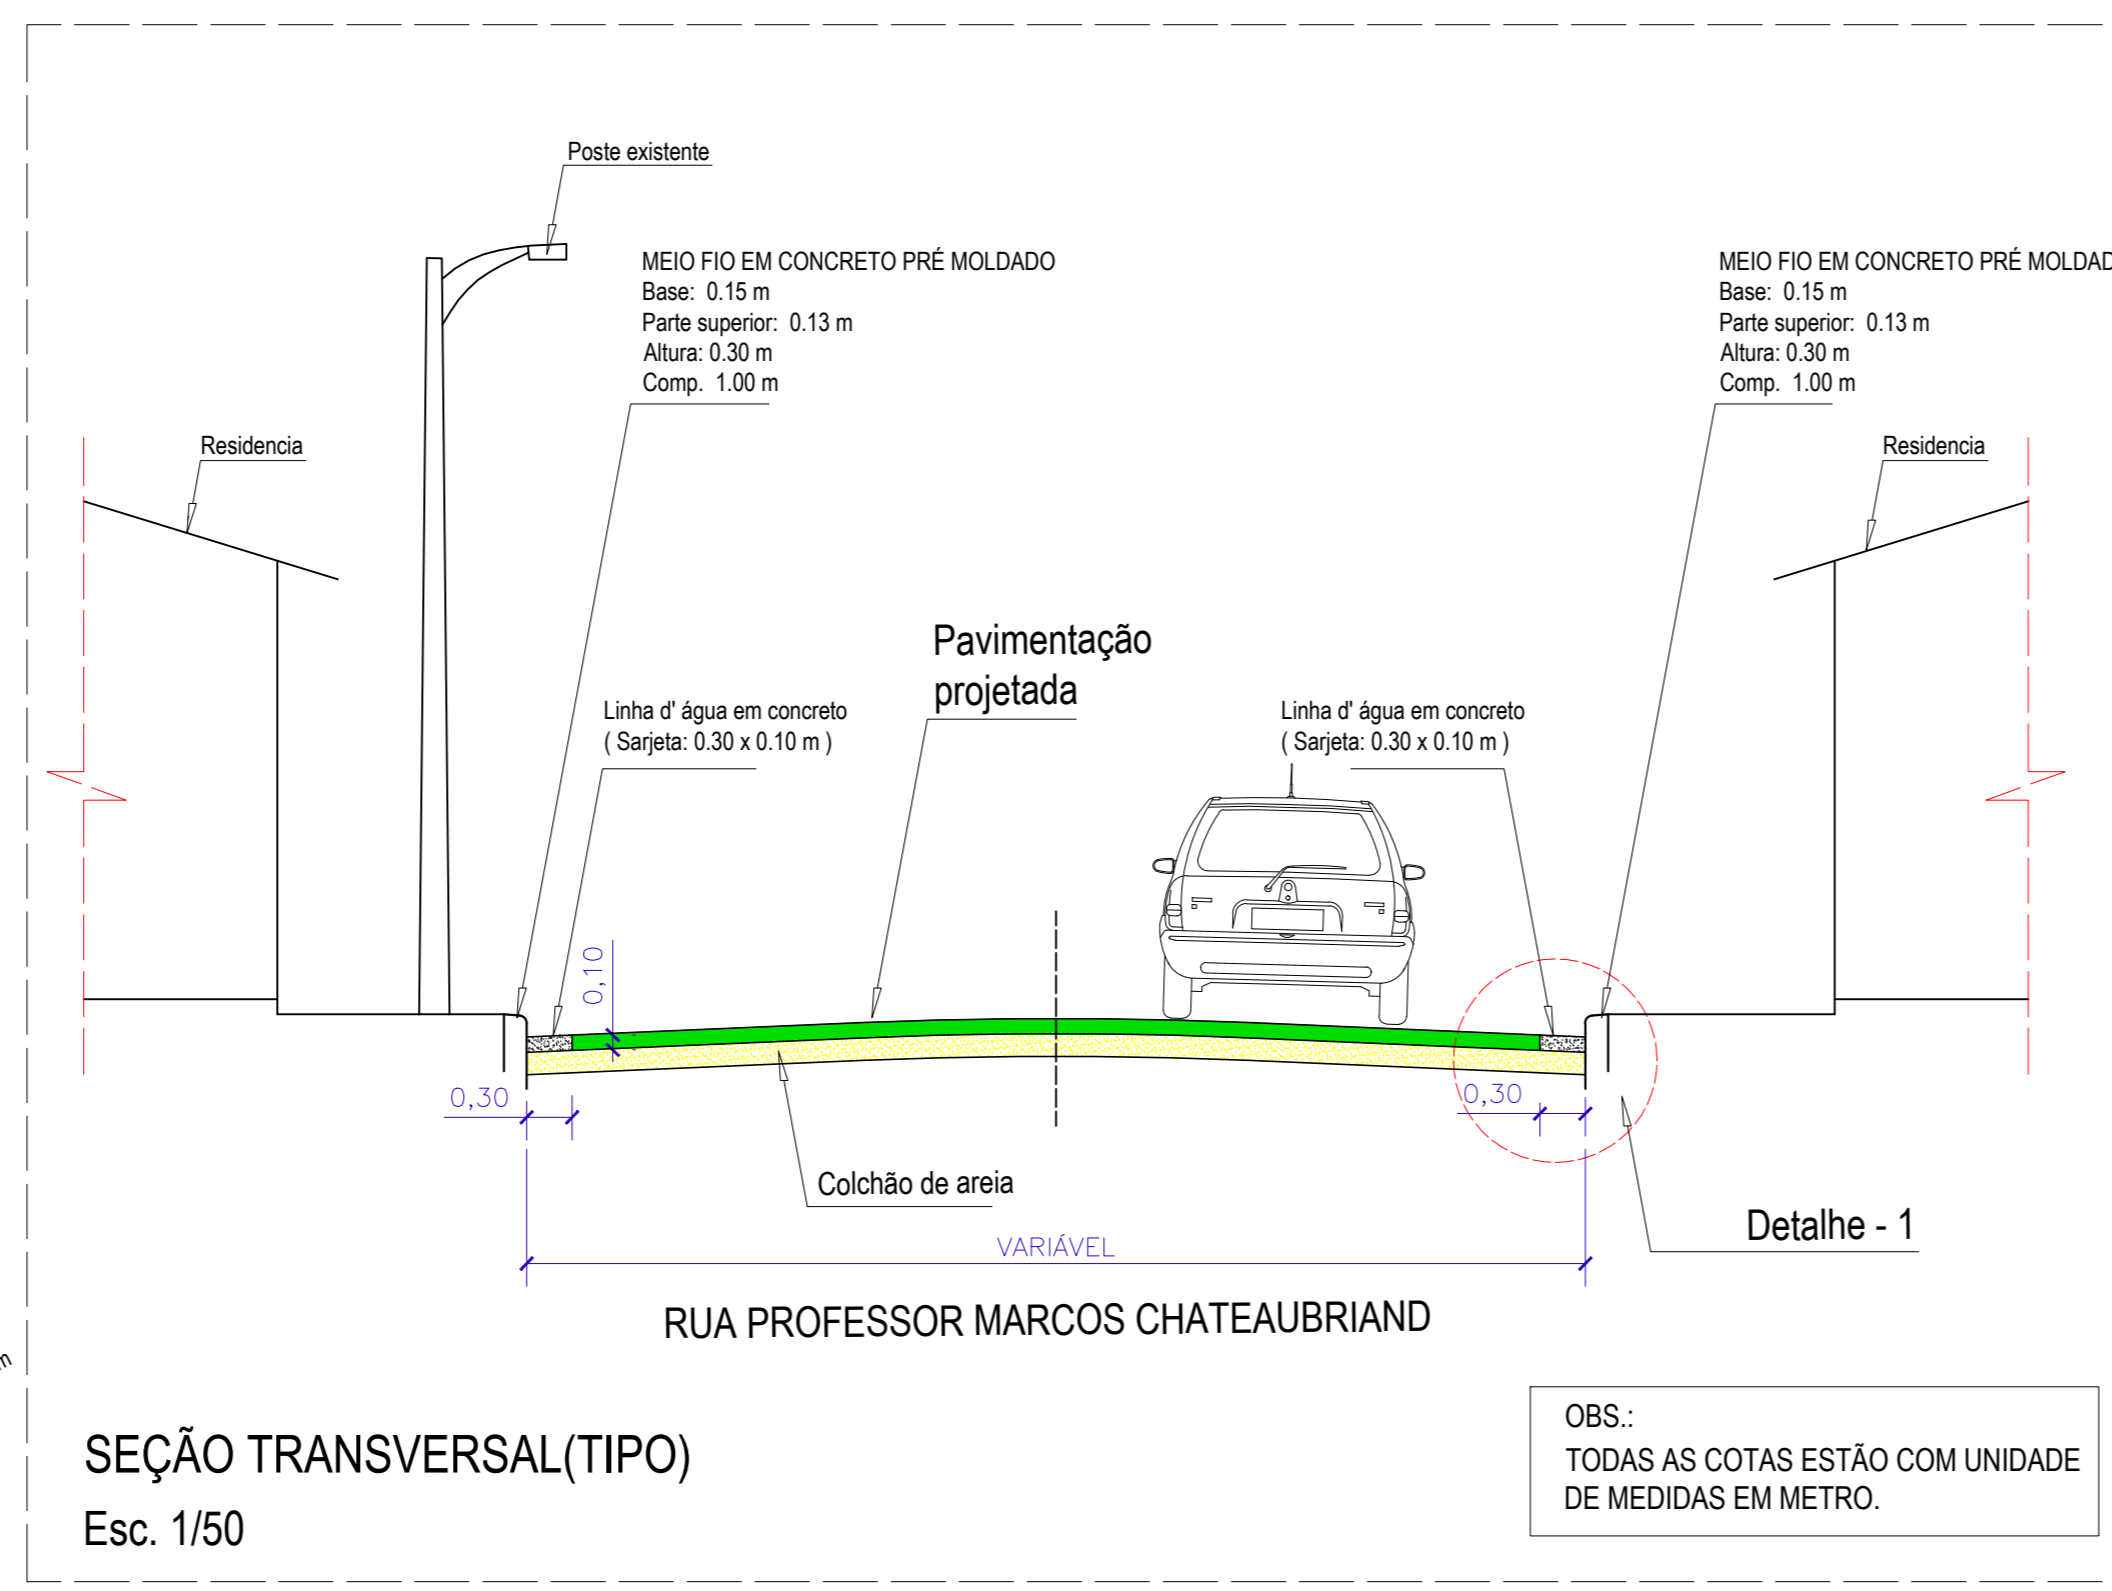 Poste existente
MEIO FIO EM CONCRETO PRÉ MOLDADO
Base: 0.15 m
Parte superior: 0.13 m
Altura: 0.30 m
Comp. 1.00 m
MEIO FIO EM CONCRETO PRÉ MOLDAD
Base: 0.15 m
Parte superior: 0.13 m
Altura: 0.30 m
Comp. 1.00 m
Residencia
Residencia
Pavimentação
projetada
Linha d' água em concreto
( Sarjeta: 0.30 x 0.10 m )
Linha d' água em concreto
( Sarjeta: 0.30 x 0.10 m )
0,10
0,30
0,30
Colchão de areia
Detalhe - 1
VARIÁVEL
RUA PROFESSOR MARCOS CHATEAUBRIAND
m
SEÇÃO TRANSVERSAL(TIPO)
Esc. 1/50
OBS.:
TODAS AS COTAS ESTÃO COM UNIDADE
DE MEDIDAS EM METRO.